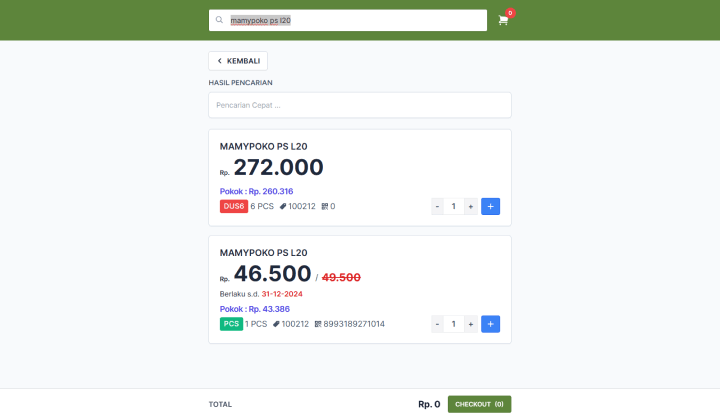 mamypoko ps l20
0
KEMBALI
HASIL PENCARIAN
Pencarian Cepat ...
MAMYPOKO PS L20
Rp. 272.000
Pokok : Rp. 260.316
DUS6 6 PCS 100212 0
- 1 + +
MAMYPOKO PS L20
Rp. 46.500 / 49.500
Berlaku s.d. 31-12-2024
Pokok : Rp. 43.386
PCS 1 PCS 100212 8993189271014
- 1 + +
TOTAL Rp. 0 CHECKOUT (0)